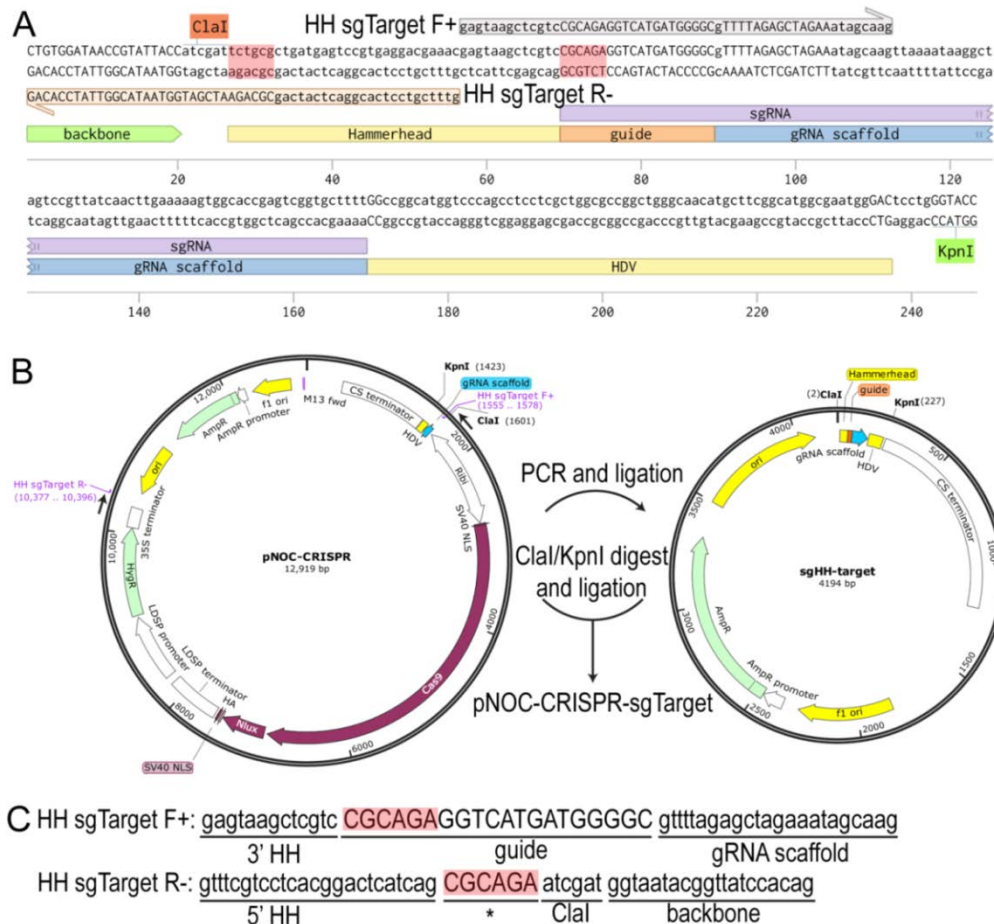 A
ClaI
HH sgTarget F+ gagtaagctcgtcCGCAGAGGTCATGATGGGGCgTTTTAGAGCTAGAAatagcaag
CTGTGGATAACCGTATTACCatcgattctgcgctgatgagtccgtgaggacgaaacgagtaagctcgtcCGCAGAGGTCATGATGGGGCgTTTTAGAGCTAGAAatagcaagttaaaataaggct
GACACCTATTGGCATAATGGtagctaagacgcgactactcaggcactcctgctttgctcattcgagcagGCGTCTCCAGTACTACCCCGcAAAATCTCGATCTTtatcgttcaattttattccga
GACACCTATTGGCATAATGGTAGCTAAGACGCgactactcaggcactcctgctttg HH sgTarget R-
sgRNA
backbone Hammerhead guide gRNA scaffold
20 40 60 80 100 120
agtccgttatcaacttgaaaaagtggcaccgagtcggtgcttttGGccggcatggtcccagcctcctcgctggcgccggctgggcaacatgcttcggcatggcgaatggGACtcctgGGTACC
tcaggcaatagttgaactttttcaccgtggctcagccacgaaaaCCggccgtaccagggtcggaggagcgaccgcggccgacccgttgtacgaagccgtaccgcttaccCTGaggacCCATGG
sgRNA
gRNA scaffold HDV
KpnI
140 160 180 200 220 240
B
KpnI (1423)
gRNA scaffold
HH sgTarget F+
(1555 .. 1578)
ClaI (1601)
12,000
f1 ori
M13 fwd
CS terminator
HDV
2000
AmpR promoter
AmpR
ori
HH sgTarget R-
(10,377 .. 10,396)
35S terminator
10,000
HygR
LDSP promoter
LDSP terminator
HA
8000
SV40 NLS
Nlux
6000
Cas9
4000
SV40 NLS
Ribi
pNOC-CRISPR
12,919 bp
PCR and ligation
ClaI/KpnI digest
and ligation
pNOC-CRISPR-sgTarget
Hammerhead
guide
(2) ClaI
KpnI (227)
4000
500
ori
gRNA scaffold
HDV
CS terminator
3500
1000
sgHH-target
4194 bp
AmpR
3000
AmpR promoter
2500
f1 ori
2000
1500
C HH sgTarget F+: gagtaagctcgtc CGCAGAGGTCATGATGGGGC gttttagagctagaaatagcaag
3’ HH guide gRNA scaffold
HH sgTarget R-: gtttcgtcctcacggactcatcag CGCAGA atcgat ggtaatacggttatccacag
5’ HH * ClaI backbone